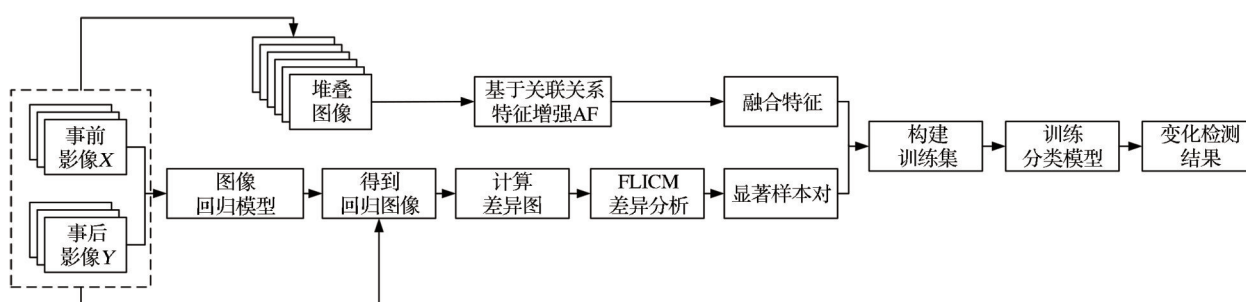 堆叠
图像
基于关联关系
特征增强AF
融合特征
事前
影像X
事后
影像Y
图像
回归模型
得到
回归图像
计算
差异图
FLICM
差异分析
显著样本对
构建
训练集
训练
分类模型
变化检测
结果